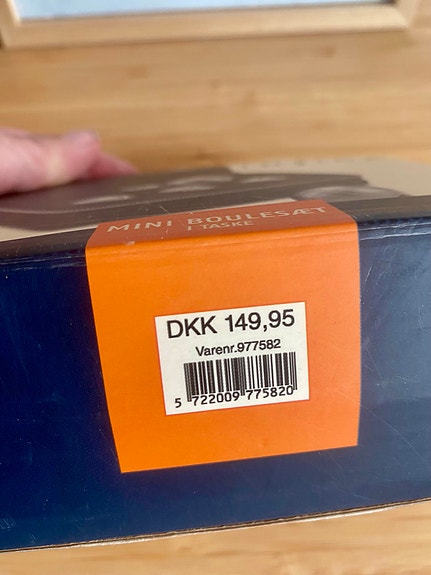 MINI BOULESÆT
I TASKE
DKK 149,95
Varenr.977582
5 722009 775820